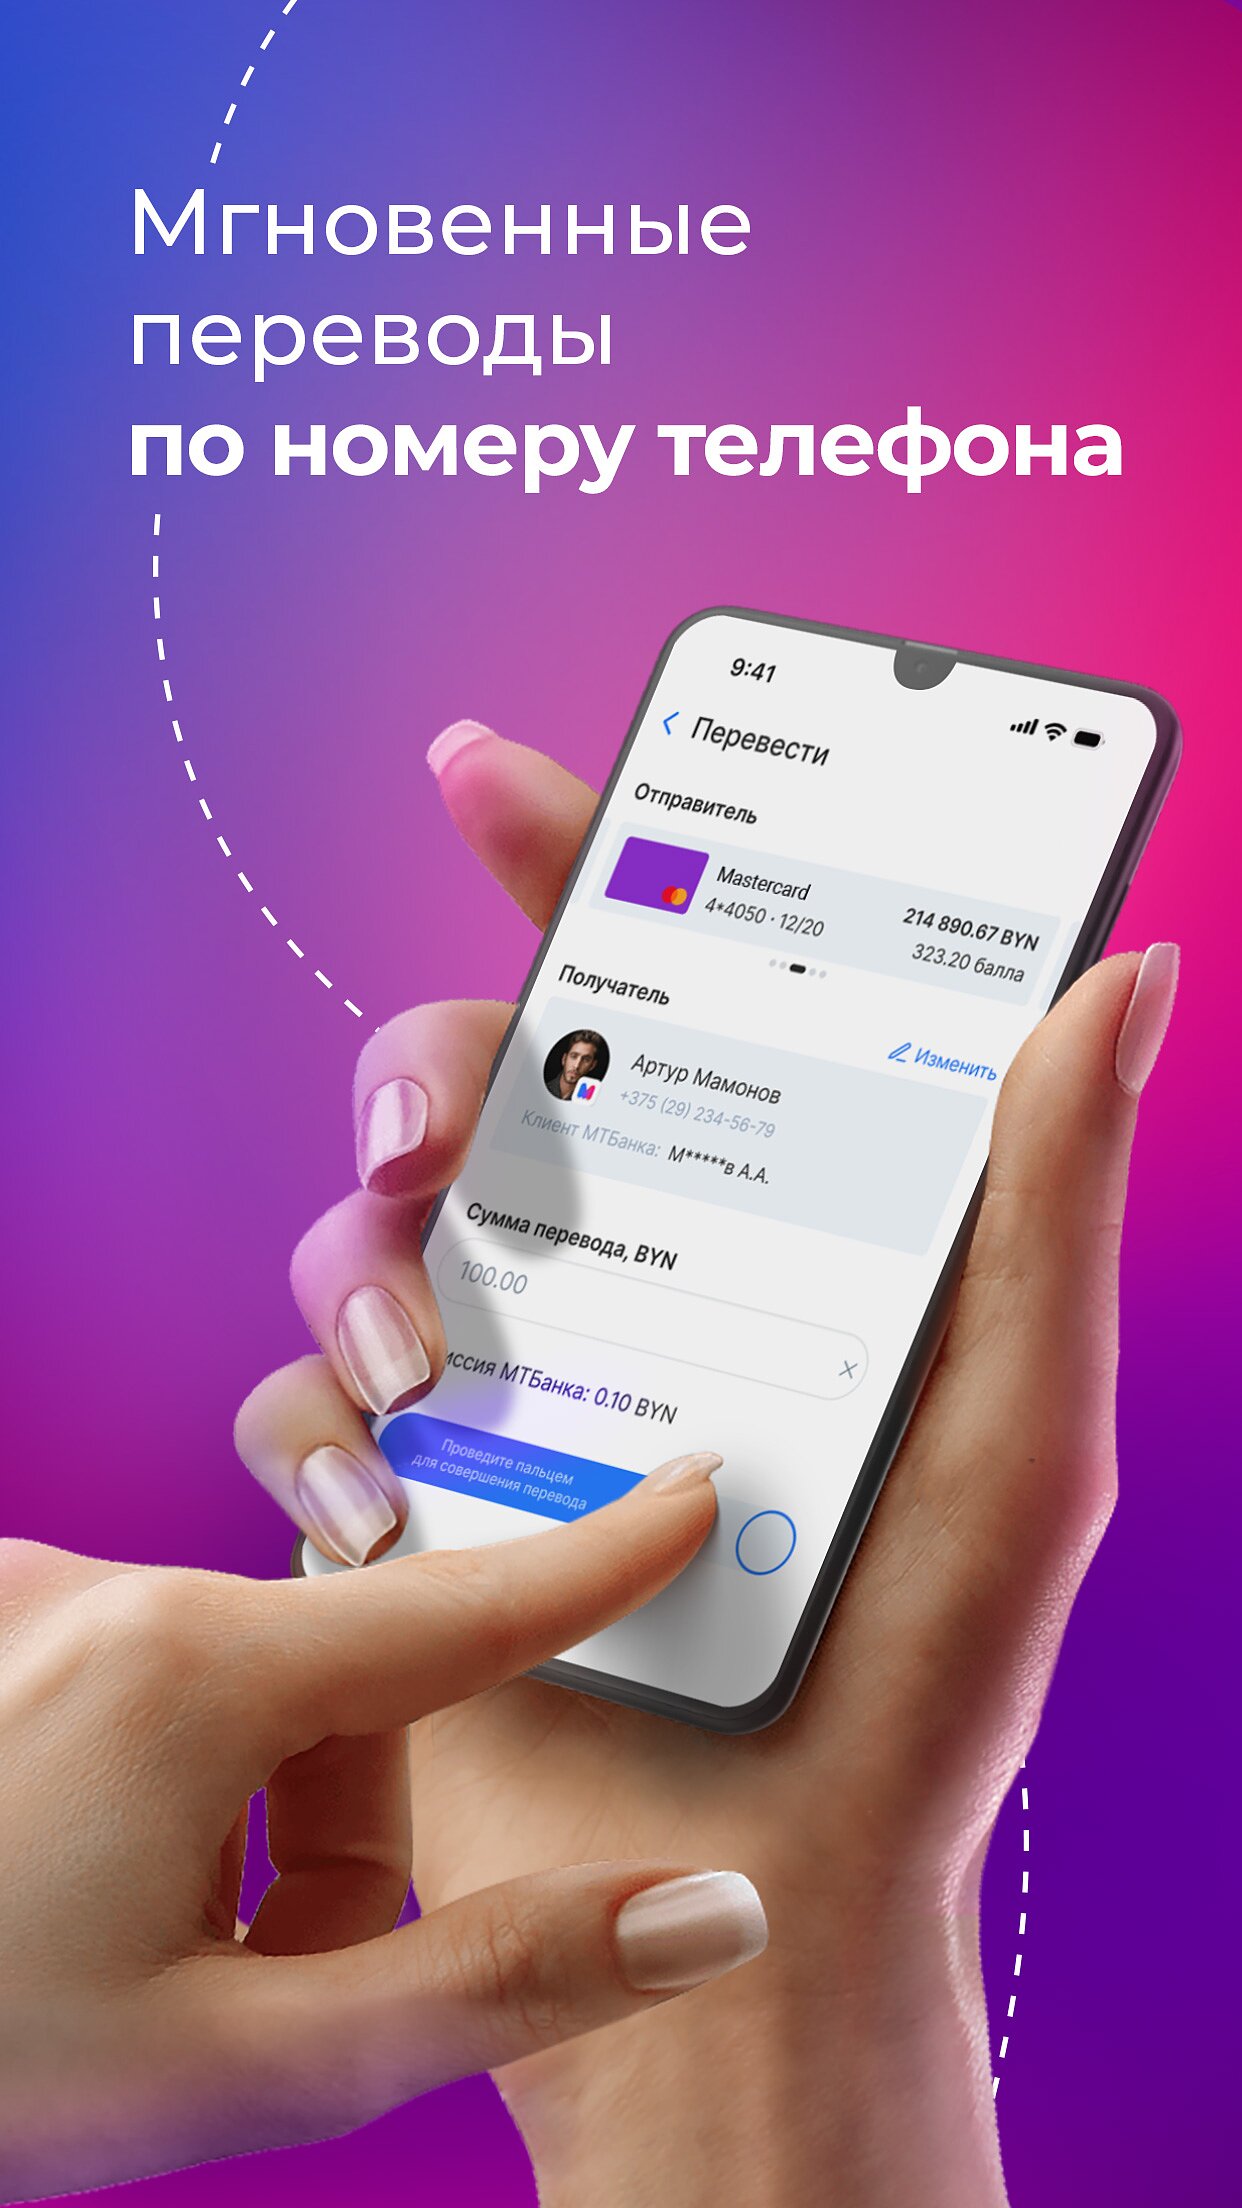 Мгновенные
переводы
по номеру телефона
9:41
Перевести
Отправитель
Mastercard
4*4050 · 12/20
214 890.67 BYN
323.20 балла
Получатель
Изменить
Артур Мамонов
+375 (29) 234-56-79
Клиент МТБанка: М*****в А.А.
Сумма перевода, BYN
100.00
иссия МТБанка: 0.10 BYN
Проведите пальцем
для совершения перевода